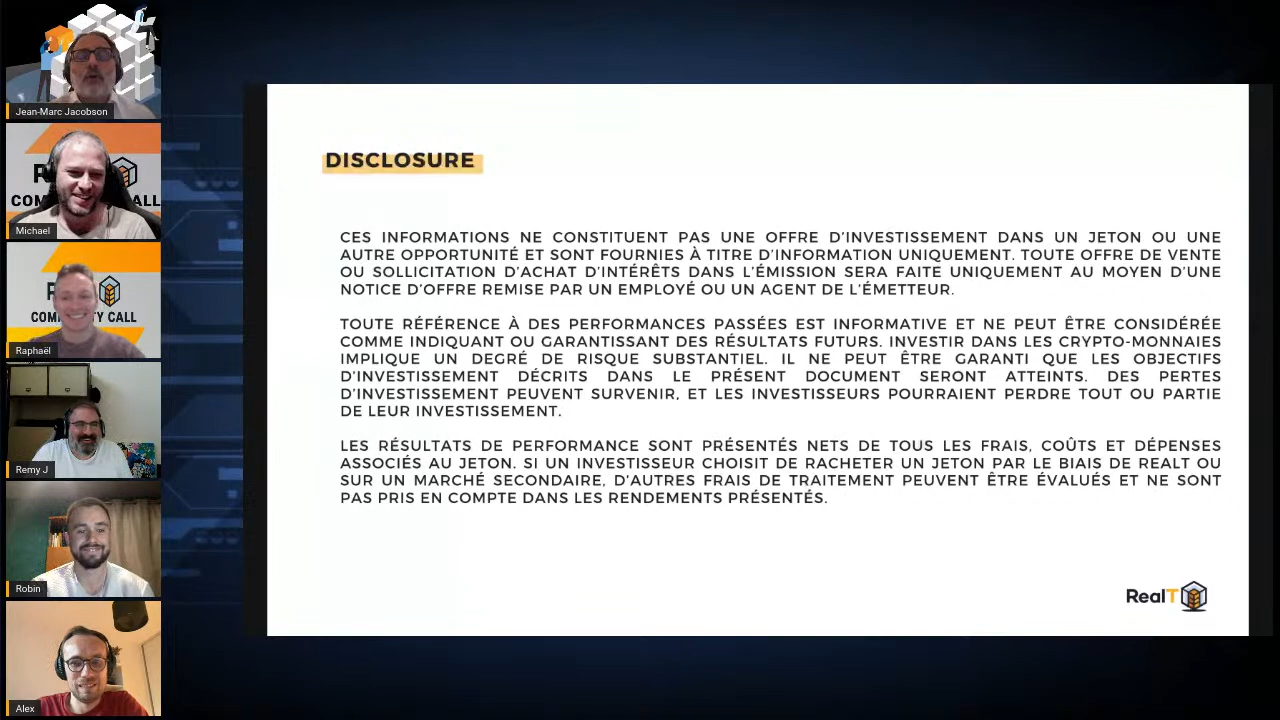 Jean-Marc Jacobson
COMMUNITY CALL
Michael
COMMUNITY CALL
Raphaël
Remy J
Robin
Alex
DISCLOSURE
CES INFORMATIONS NE CONSTITUENT PAS UNE OFFRE D'INVESTISSEMENT DANS UN JETON OU UNE
AUTRE OPPORTUNITÉ ET SONT FOURNIES À TITRE D'INFORMATION UNIQUEMENT. TOUTE OFFRE DE VENTE
OU SOLLICITATION D'ACHAT D'INTÉRÊTS DANS L'ÉMISSION SERA FAITE UNIQUEMENT AU MOYEN D'UNE
NOTICE D'OFFRE REMISE PAR UN EMPLOYÉ OU UN AGENT DE L'ÉMETTEUR.
TOUTE RÉFÉRENCE À DES PERFORMANCES PASSÉES EST INFORMATIVE ET NE PEUT ÊTRE CONSIDÉRÉE
COMME INDIQUANT OU GARANTISSANT DES RÉSULTATS FUTURS. INVESTIR DANS LES CRYPTO-MONNAIES
IMPLIQUE UN DEGRÉ DE RISQUE SUBSTANTIEL. IL NE PEUT ÊTRE GARANTI QUE LES OBJECTIFS
D'INVESTISSEMENT DÉCRITS DANS LE PRÉSENT DOCUMENT SERONT ATTEINTS. DES PERTES
D'INVESTISSEMENT PEUVENT SURVENIR, ET LES INVESTISSEURS POURRAIENT PERDRE TOUT OU PARTIE
DE LEUR INVESTISSEMENT.
LES RÉSULTATS DE PERFORMANCE SONT PRÉSENTÉS NETS DE TOUS LES FRAIS, COÛTS ET DÉPENSES
ASSOCIÉS AU JETON. SI UN INVESTISSEUR CHOISIT DE RACHETER UN JETON PAR LE BIAIS DE REALT OU
SUR UN MARCHÉ SECONDAIRE, D'AUTRES FRAIS DE TRAITEMENT PEUVENT ÊTRE ÉVALUÉS ET NE SONT
PAS PRIS EN COMPTE DANS LES RENDEMENTS PRÉSENTÉS.
RealT